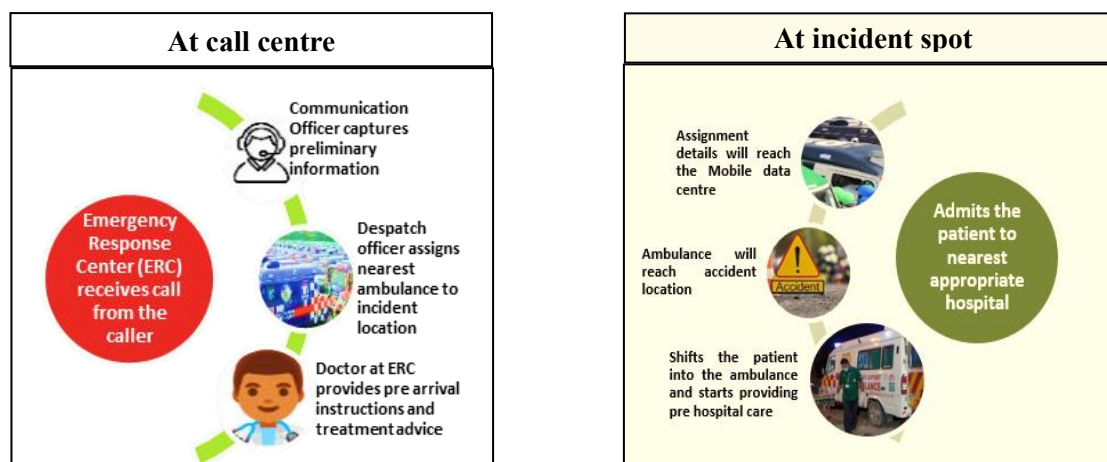 At call centre
Communication
Officer captures
preliminary
information
Emergency
Response
Center (ERC)
receives call
from the
caller
Despatch
officer assigns
nearest
ambulance to
incident
location
Doctor at ERC
provides pre arrival
instructions and
treatment advice
At incident spot
Assignment
details will reach
the Mobile data
centre
Ambulance will
reach accident
location
Accident
Shifts the patient
into the ambulance
and starts providing
pre hospital care
Admits the
patient to
nearest
appropriate
hospital